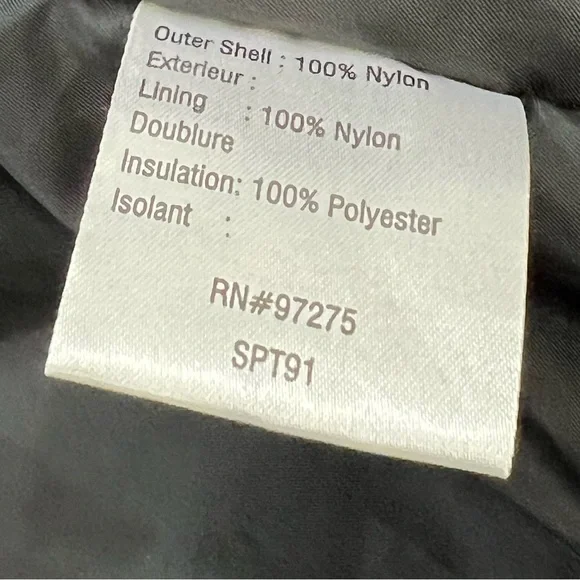 Outer Shell : 100% Nylon
Exterieur :
Lining : 100% Nylon
Doublure
Insulation: 100% Polyester
Isolant :
RN#97275
SPT91